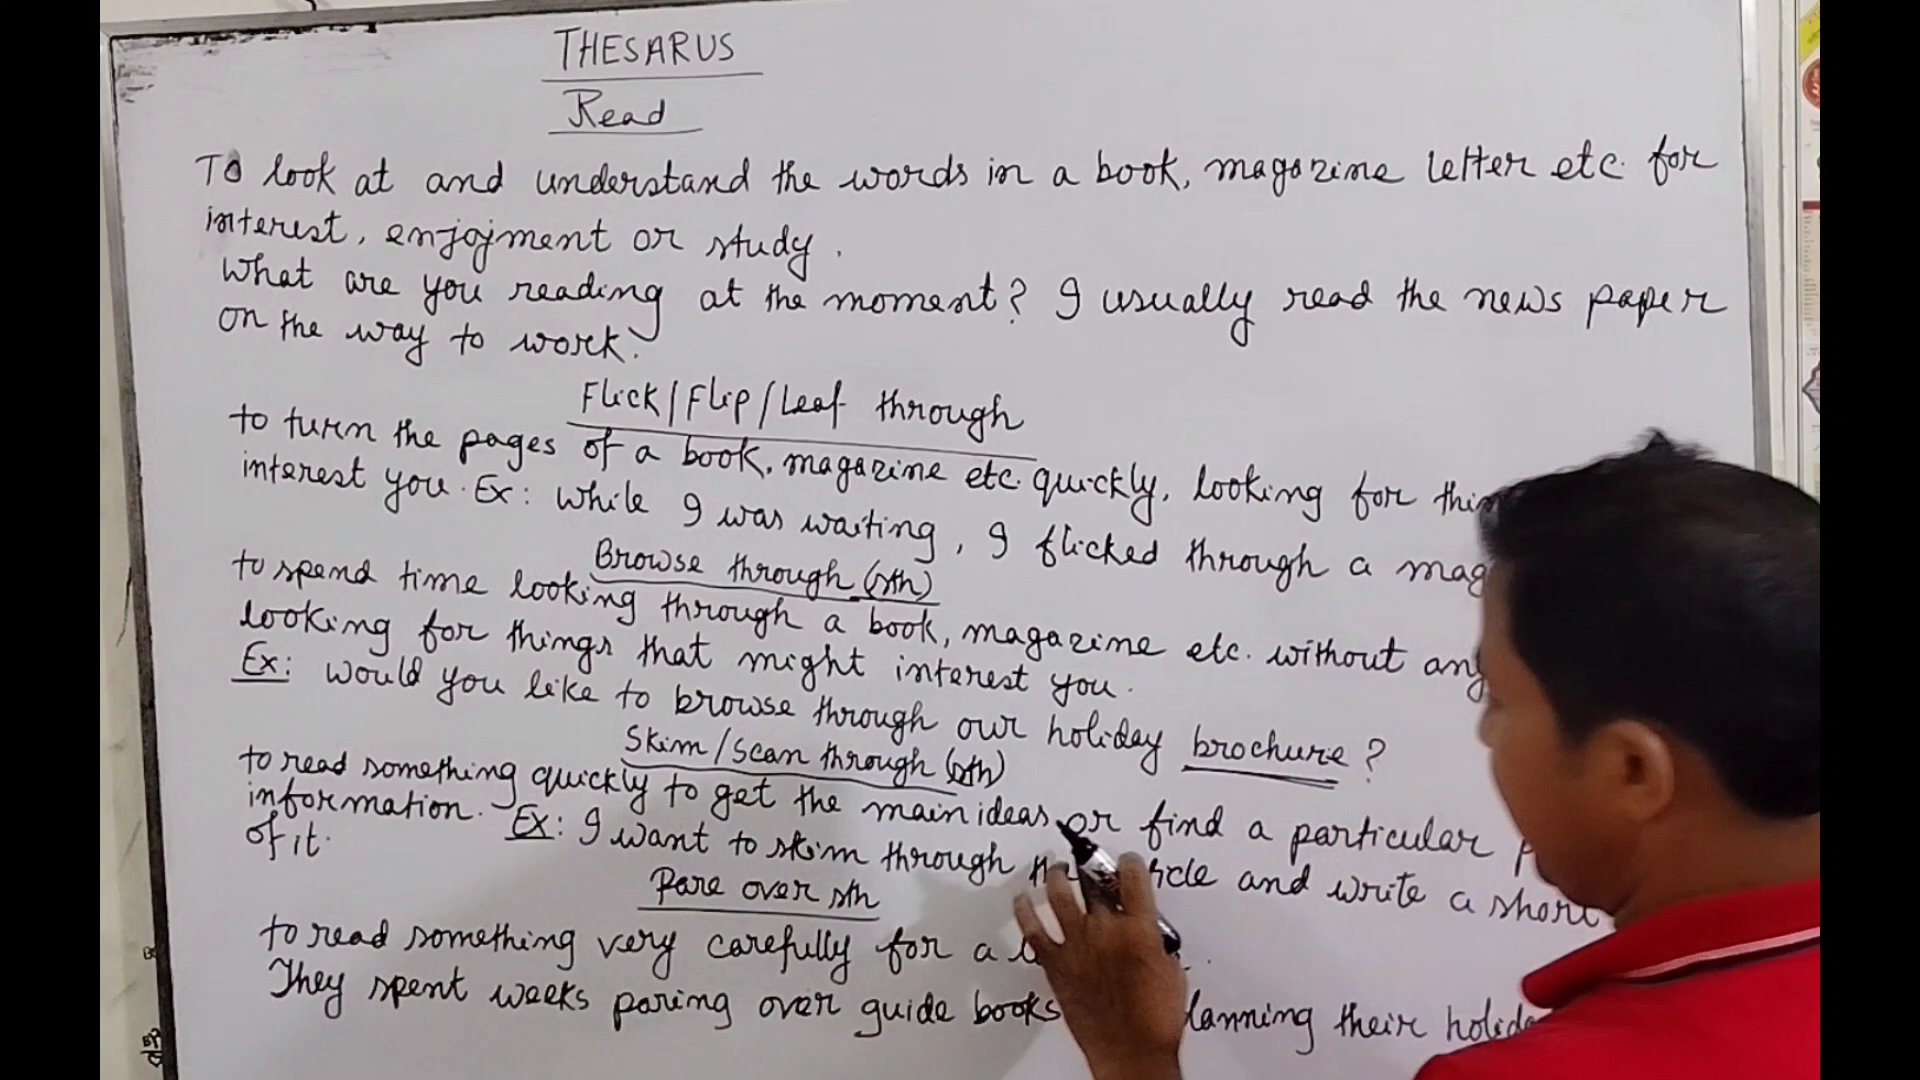 THESARUS
Read
To look at and understand the words in a book, magazine letter etc. for
interest, enjoyment or study.
What are you reading at the moment? I usually read the news paper
on the way to work.
Flick/Flip/Leaf through
to turn the pages of a book, magazine etc. quickly, looking for
interest you. Ex: While I was waiting, I flicked through a
Browse through (sth)
to spend time looking through a book, magazine etc. without
looking for things that might interest you.
Ex: Would you like to browse through our holiday brochure?
Skim/Scan through (sth)
to read something quickly to get the main ideas or find a particular
information. Ex: I want to skim through and write a short
of it.
Pare over sth
to read something very carefully for a
They spent weeks paring over guide books their